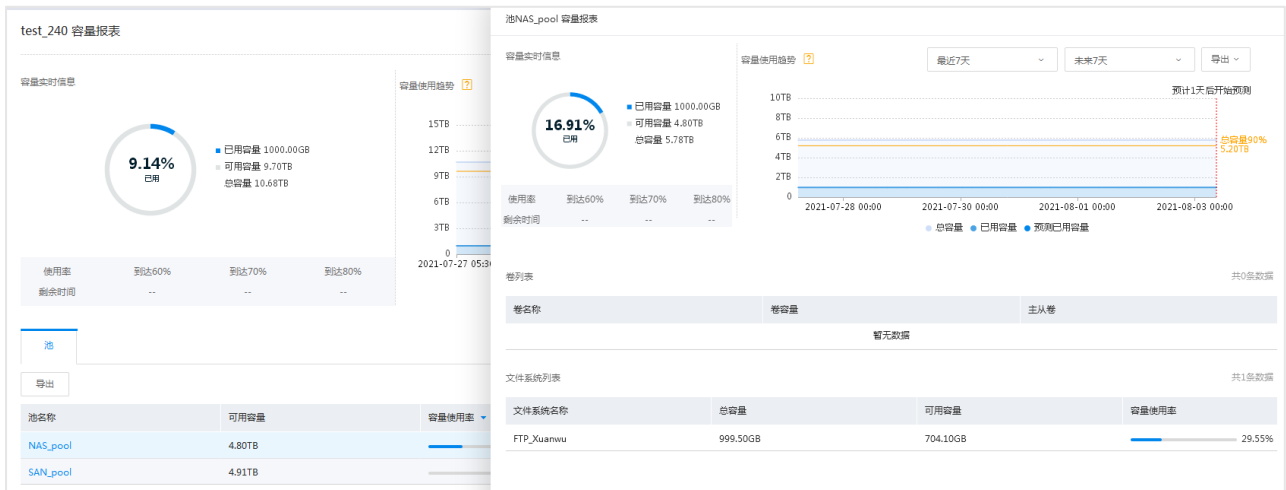 test_240 容量报表
容量实时信息
9.14%
已用
已用容量 1000.00GB
可用容量 9.70TB
总容量 10.68TB
使用率 到达60% 到达70% 到达80%
剩余时间 -- -- --
容量使用趋势 ?
15TB
12TB
9TB
6TB
3TB
0
2021-07-27 05:3
池
导出
池名称 可用容量 容量使用率
NAS_pool 4.80TB
SAN_pool 4.91TB
池NAS_pool 容量报表
容量实时信息
16.91%
已用
已用容量 1000.00GB
可用容量 4.80TB
总容量 5.78TB
使用率 到达60% 到达70% 到达80%
剩余时间 -- -- --
容量使用趋势 ? 最近7天 未来7天 导出
预计1天后开始预测
10TB
8TB
6TB
4TB
2TB
0
总容量90%
5.20TB
2021-07-28 00:00 2021-07-30 00:00 2021-08-01 00:00 2021-08-03 00:00
总容量 已用容量 预测已用容量
卷列表 共0条数据
卷名称 卷容量 主从卷
暂无数据
文件系统列表 共1条数据
文件系统名称 总容量 可用容量 容量使用率
FTP_Xuanwu 999.50GB 704.10GB 29.55%